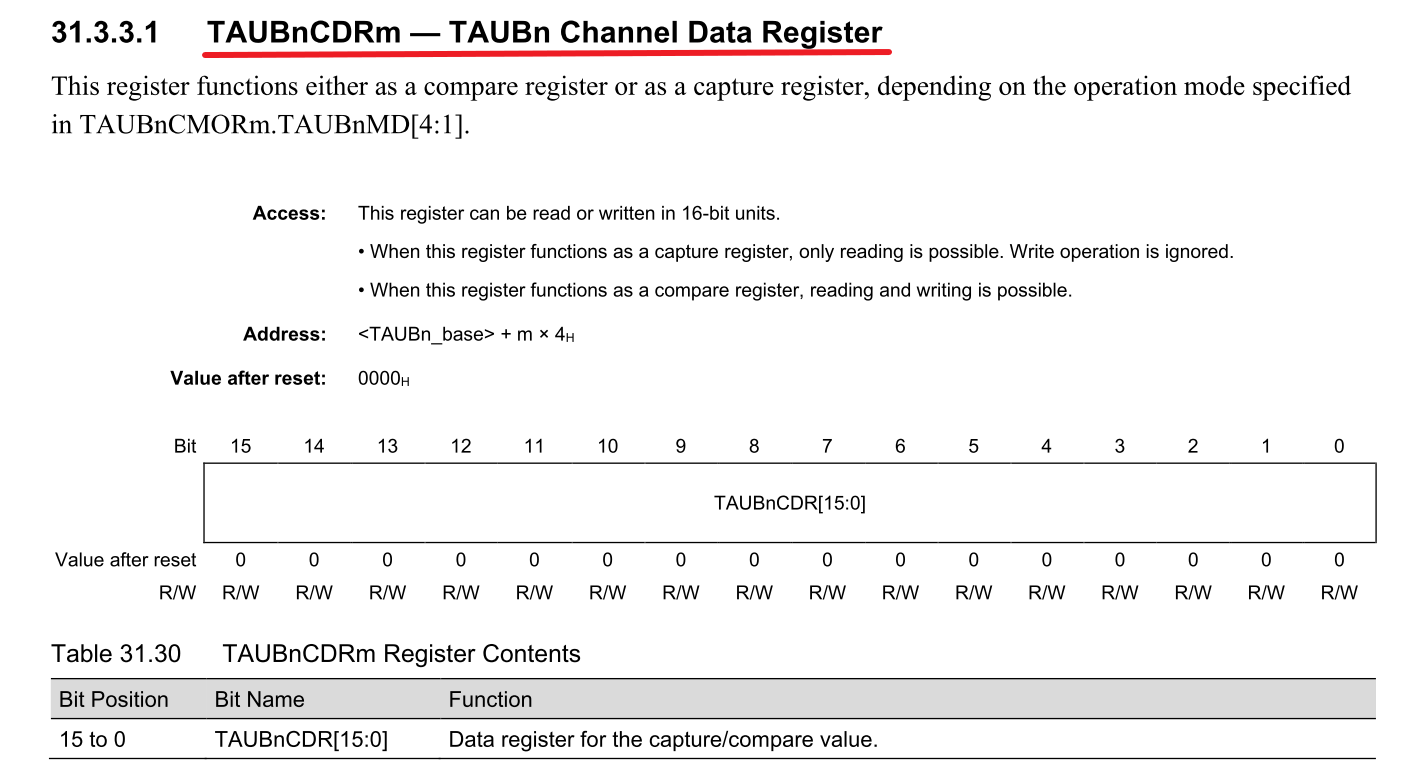 31.3.3.1 TAUBnCDRm — TAUBn Channel Data Register
This register functions either as a compare register or as a capture register, depending on the operation mode specified
in TAUBnCMORm.TAUBnMD[4:1].
Access: This register can be read or written in 16-bit units.
• When this register functions as a capture register, only reading is possible. Write operation is ignored.
• When this register functions as a compare register, reading and writing is possible.
Address: <TAUBn_base> + m × 4H
Value after reset: 0000H
Bit 15 14 13 12 11 10 9 8 7 6 5 4 3 2 1 0
TAUBnCDR[15:0]
Value after reset 0 0 0 0 0 0 0 0 0 0 0 0 0 0 0 0
R/W R/W R/W R/W R/W R/W R/W R/W R/W R/W R/W R/W R/W R/W R/W R/W R/W
Table 31.30 TAUBnCDRm Register Contents
Bit Position Bit Name Function
15 to 0 TAUBnCDR[15:0] Data register for the capture/compare value.